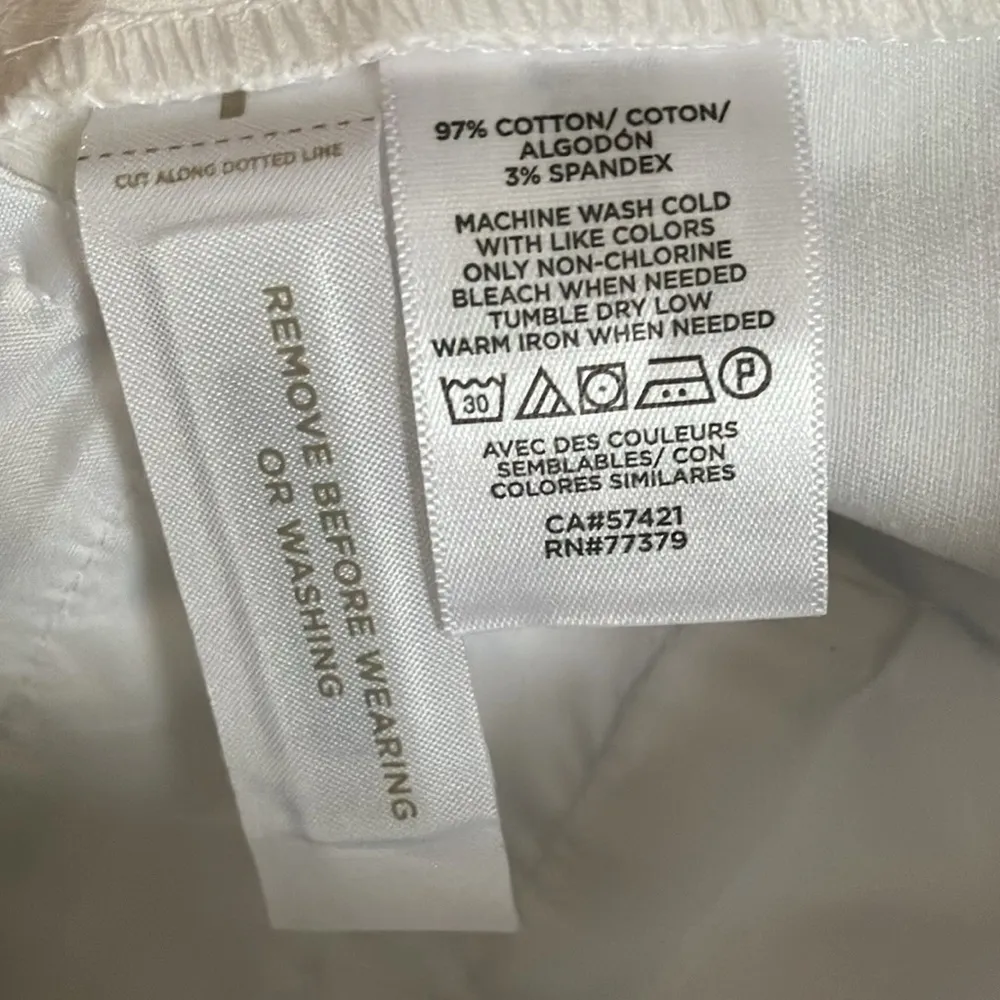 CUT ALONG DOTTED LINE
REMOVE BEFORE WEARING
OR WASHING
97% COTTON/ COTON/
ALGODÓN
3% SPANDEX
MACHINE WASH COLD
WITH LIKE COLORS
ONLY NON-CHLORINE
BLEACH WHEN NEEDED
TUMBLE DRY LOW
WARM IRON WHEN NEEDED
30 P
AVEC DES COULEURS
SEMBLABLES/ CON
COLORES SIMILARES
CA#57421
RN#77379